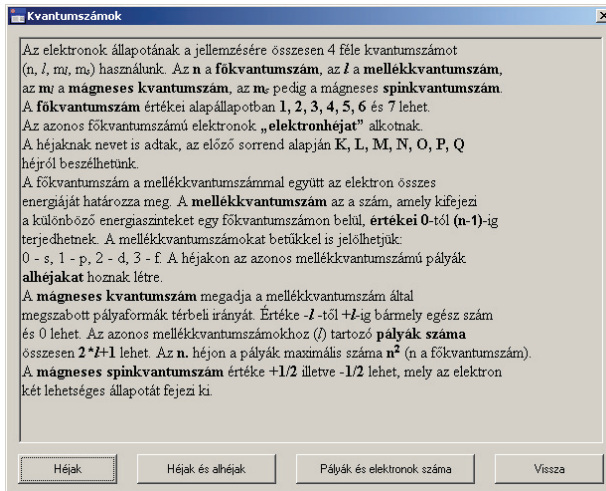 Kvantumszámok
Az elektronok állapotának a jellemzésére összesen 4 féle kvantumszámot
(n, l, ml, ms) használunk. Az n a főkvantumszám, az l a mellékkvantumszám,
az ml a mágneses kvantumszám, az ms pedig a mágneses spinkvantumszám.
A főkvantumszám értékei alapállapotban 1, 2, 3, 4, 5, 6 és 7 lehet.
Az azonos főkvantumszámú elektronok „elektronhéjat” alkotnak.
A héjaknak nevet is adtak, az előző sorrend alapján K, L, M, N, O, P, Q
héjról beszélhetünk.
A főkvantumszám a mellékkvantumszámmal együtt az elektron összes
energiáját határozza meg. A mellékkvantumszám az a szám, amely kifejezi
a különböző energiaszinteket egy főkvantumszámon belül, értékei 0-tól (n-1)-ig
terjedhetnek. A mellékkvantumszámokat betűkkel is jelölhetjük:
0 - s, 1 - p, 2 - d, 3 - f. A héjakon az azonos mellékkvantumszámú pályák
alhéjakat hoznak létre.
A mágneses kvantumszám megadja a mellékkvantumszám által
megszabott pályaformák térbeli irányát. Értéke -l -től +l-ig bármely egész szám
és 0 lehet. Az azonos mellékkvantumszámokhoz (l) tartozó pályák száma
összesen 2*l+1 lehet. Az n. héjon a pályák maximális száma n² (n a főkvantumszám).
A mágneses spinkvantumszám értéke +1/2 illetve -1/2 lehet, mely az elektron
két lehetséges állapotát fejezi ki.
Héjak
Héjak és alhéjak
Pályák és elektronok száma
Vissza